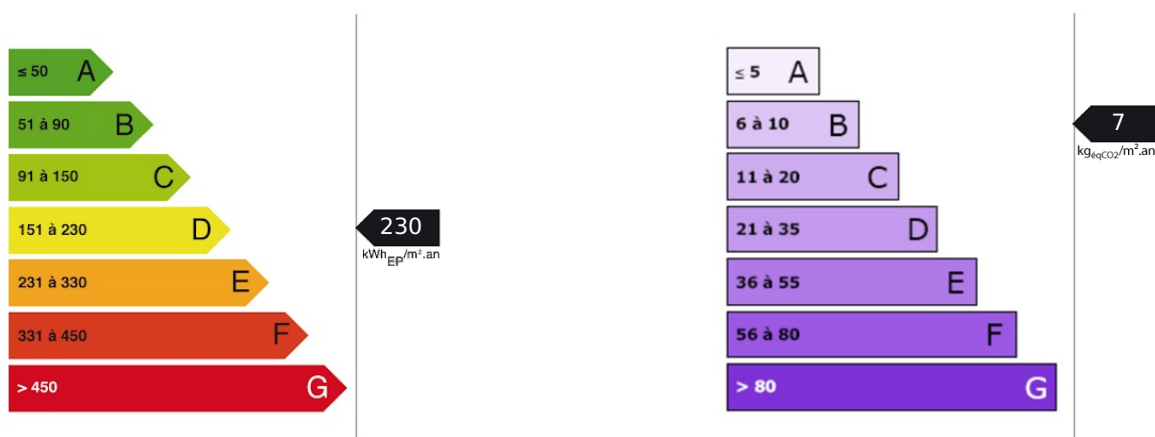 ≤ 50 A
51 à 90 B
91 à 150 C
151 à 230 D
231 à 330 E
331 à 450 F
> 450 G
230
kWhEP/m².an
≤ 5 A
6 à 10 B
11 à 20 C
21 à 35 D
36 à 55 E
56 à 80 F
> 80 G
7
kgéqCO2/m².an